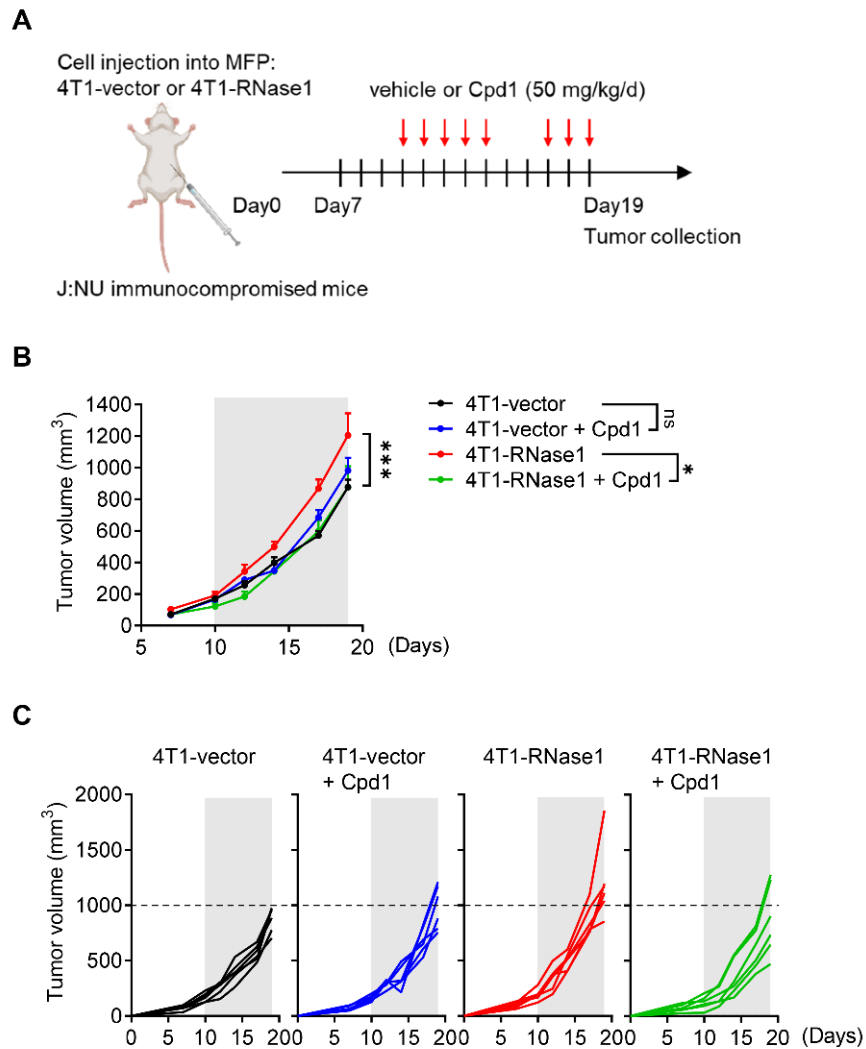 A
Cell injection into MFP:
4T1-vector or 4T1-RNase1
vehicle or Cpd1 (50 mg/kg/d)
Day0
Day7
Day19
Tumor collection
J:NU immunocompromised mice
B
Tumor volume (mm³)
1400
1200
1000
800
600
400
200
0
5
10
15
20
(Days)
***
4T1-vector
4T1-vector + Cpd1
4T1-RNase1
4T1-RNase1 + Cpd1
ns
*
C
4T1-vector
4T1-vector
+ Cpd1
4T1-RNase1
4T1-RNase1
+ Cpd1
Tumor volume (mm³)
2000
1500
1000
500
0
0 5 10 15 20
0 5 10 15 20
0 5 10 15 20
0 5 10 15 20
(Days)